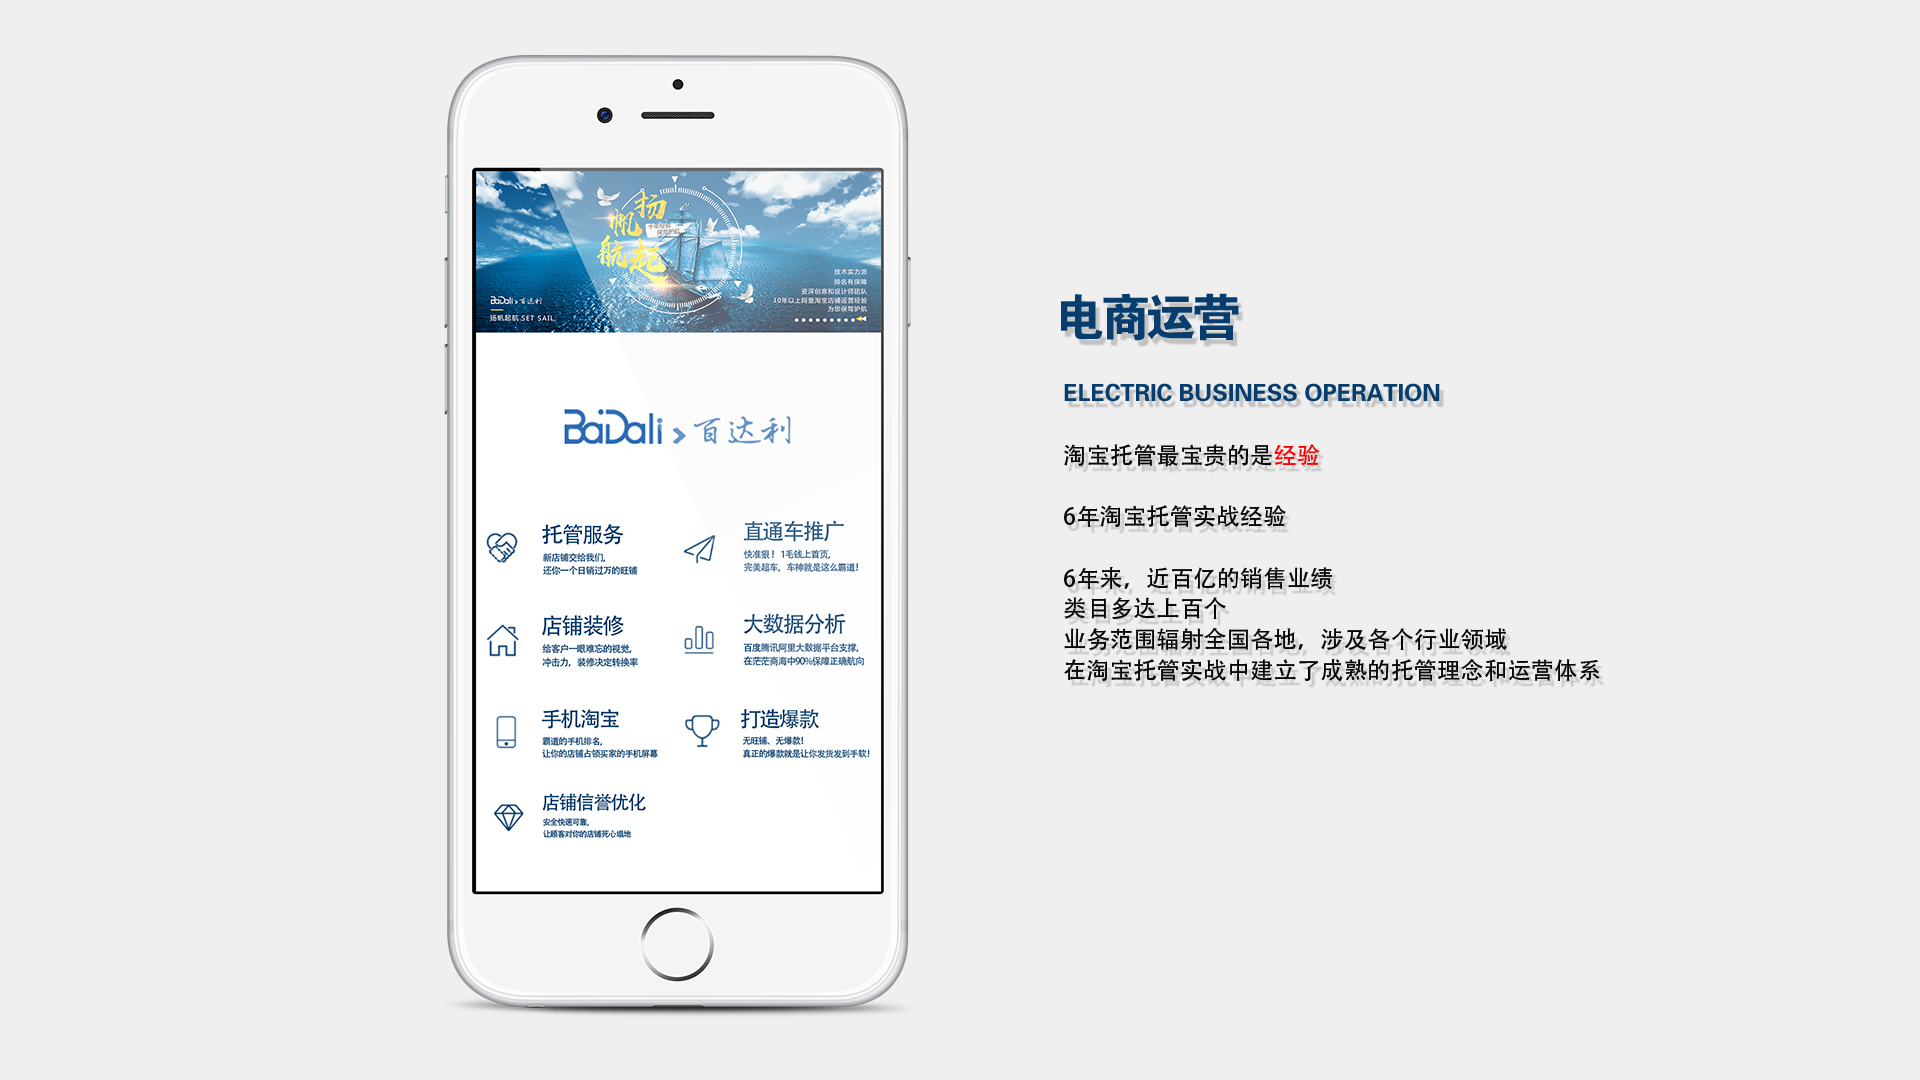 扬帆起航
十年经验
保驾护航
技术实力派
排名有保障
资深创意和设计师团队
10年以上阿里淘宝店铺运营经验
为您保驾护航
BaiDali>百达利
扬帆起航.SET SAIL.
BaiDali>百达利
托管服务
新店铺交给我们,
还你一个日销过万的旺铺
直通车推广
快准狠！1毛钱上首页,
完美超车，车神就是这么霸道!
店铺装修
给客户一眼难忘的视觉,
冲击力，装修决定转换率
大数据分析
百度腾讯阿里大数据平台支撑,
在茫茫商海中90%保障正确航向
手机淘宝
霸道的手机排名,
让你的店铺占领买家的手机屏幕
打造爆款
无旺铺、无爆款!
真正的爆款就是让你发货发到手软!
店铺信誉优化
安全快速可靠,
让顾客对你的店铺死心塌地
电商运营
ELECTRIC BUSINESS OPERATION
淘宝托管最宝贵的是经验
6年淘宝托管实战经验
6年来，近百亿的销售业绩
类目多达上百个
业务范围辐射全国各地，涉及各个行业领域
在淘宝托管实战中建立了成熟的托管理念和运营体系